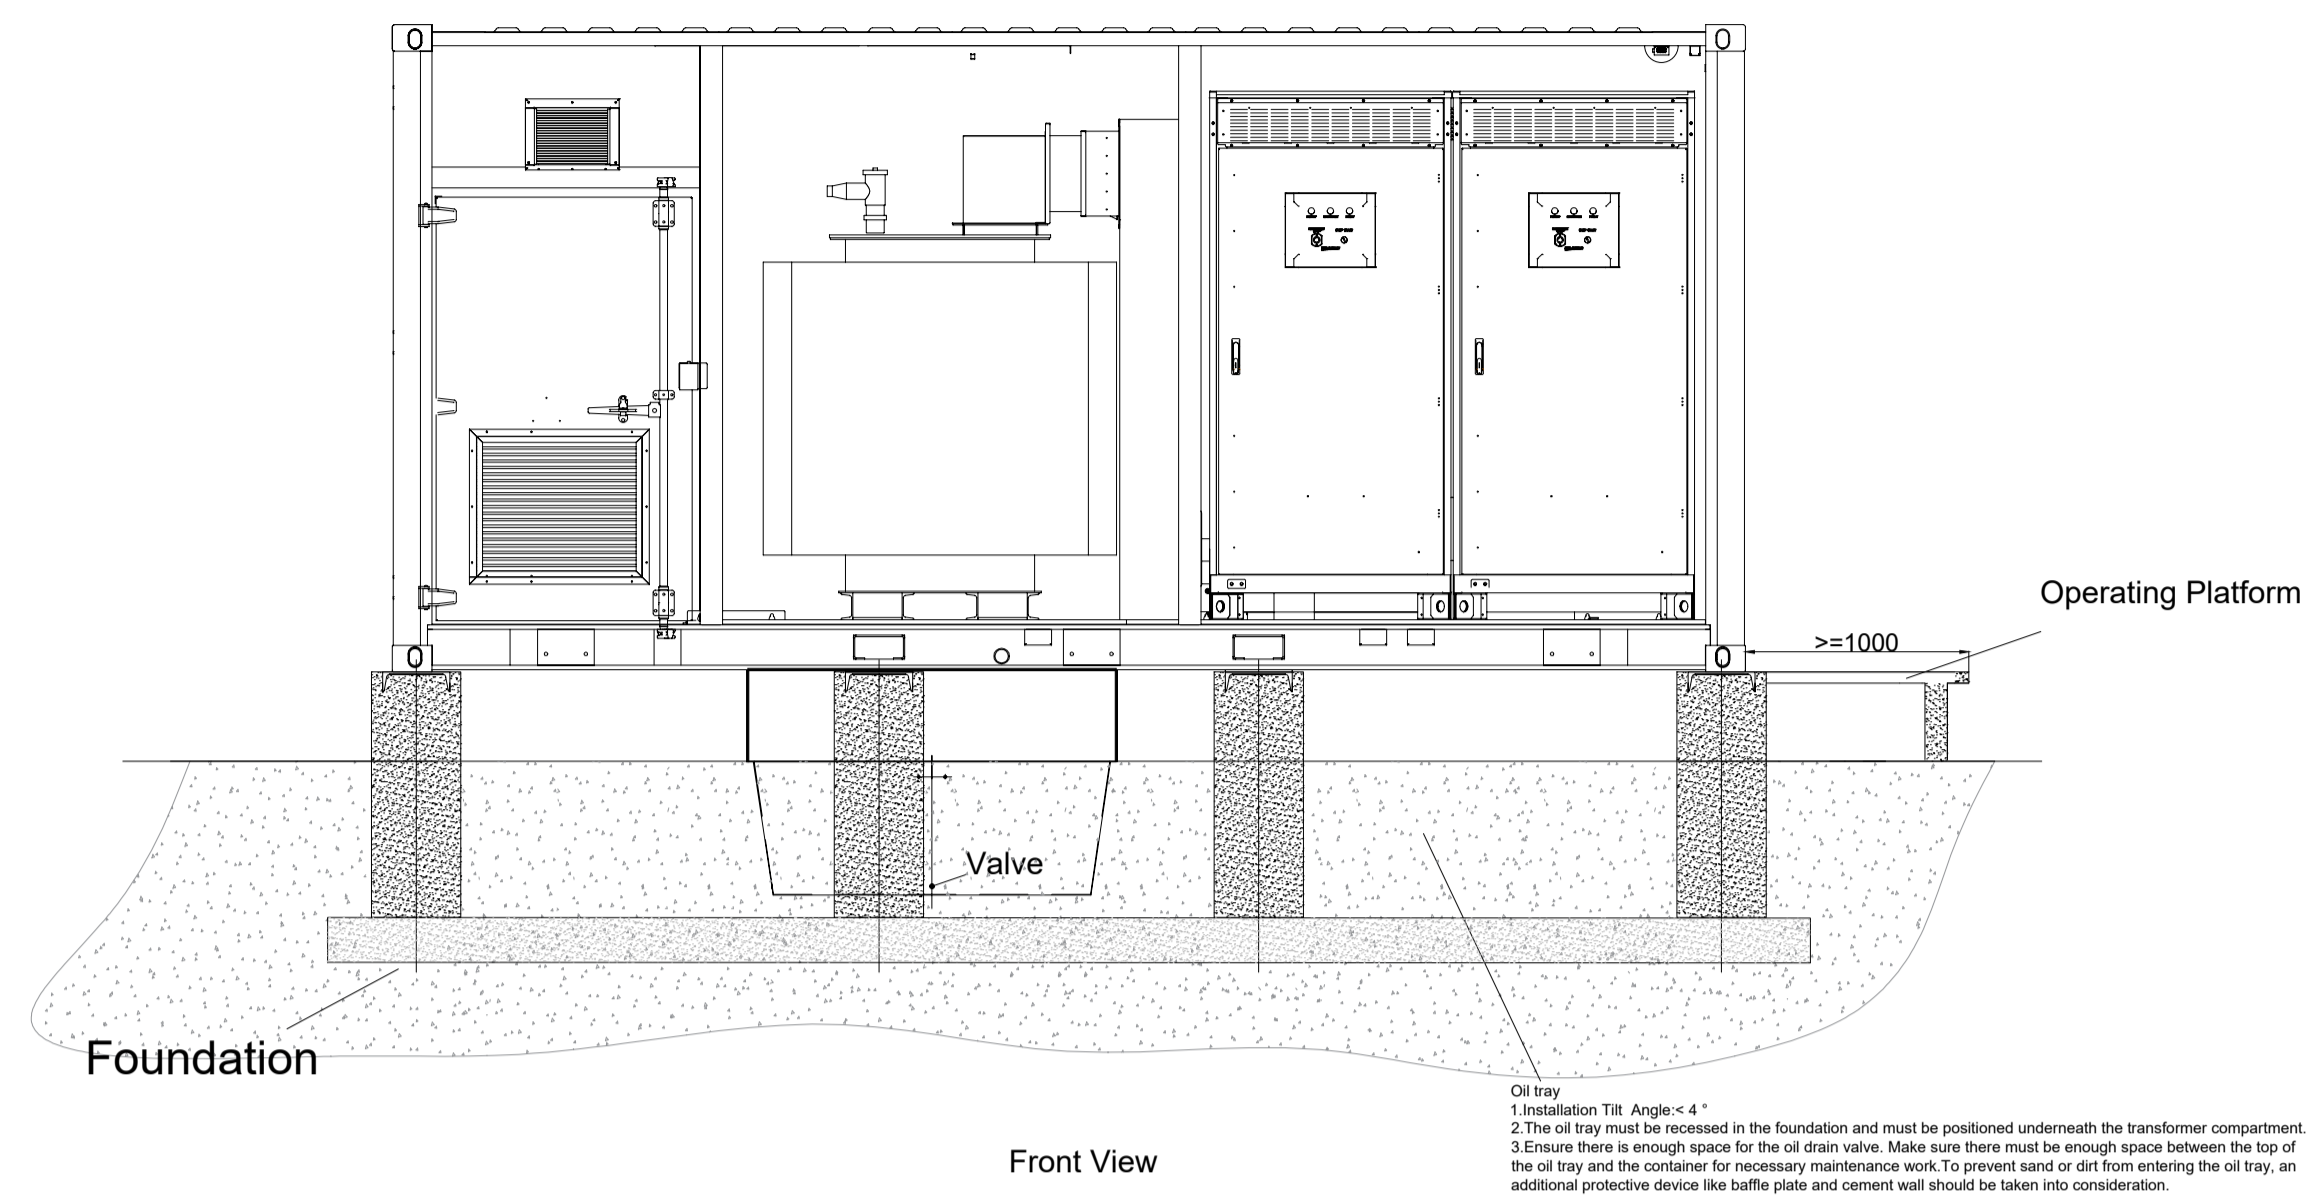 Operating Platform
>=1000
Valve
Foundation
Oil tray
1.Installation Tilt Angle:< 4 °
2.The oil tray must be recessed in the foundation and must be positioned underneath the transformer compartment.
3.Ensure there is enough space for the oil drain valve. Make sure there must be enough space between the top of
the oil tray and the container for necessary maintenance work.To prevent sand or dirt from entering the oil tray, an
additional protective device like baffle plate and cement wall should be taken into consideration.
Front View